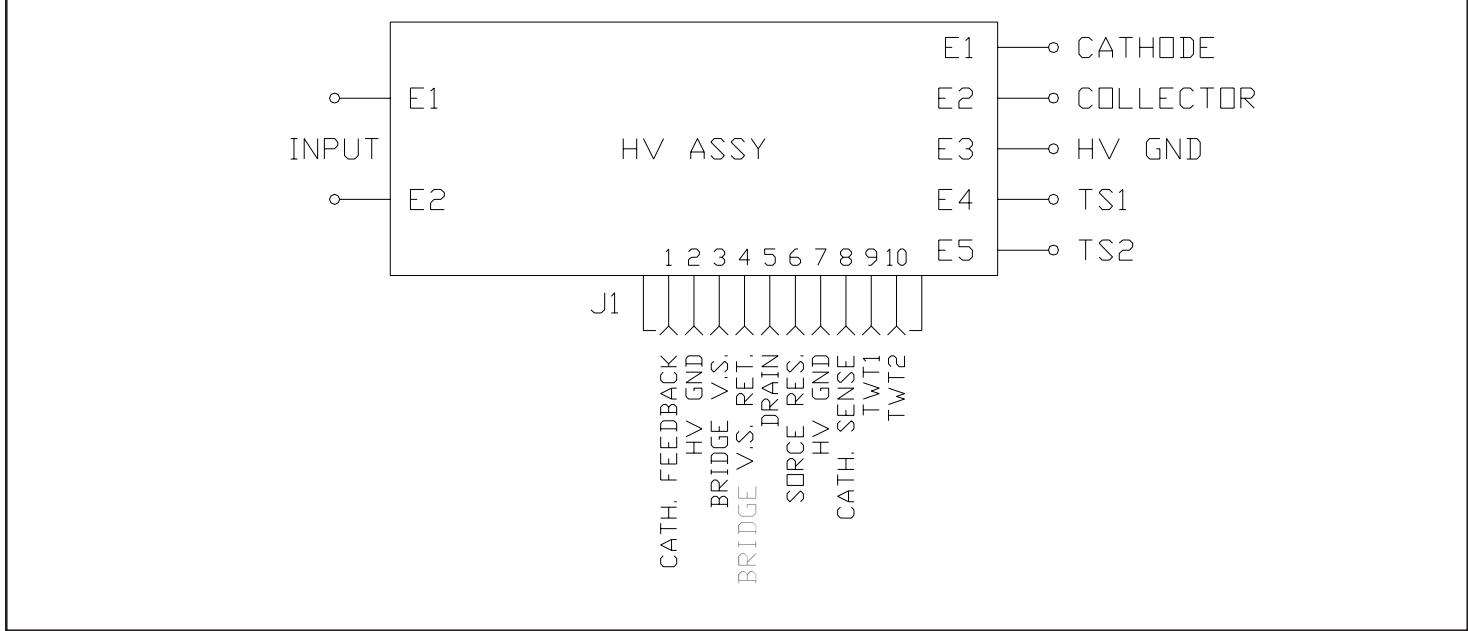 E1 CATHODE
E1 E2 COLLECTOR
INPUT HV ASSY E3 HV GND
E2 E4 TS1
E5 TS2
1 2 3 4 5 6 7 8 9 10
J1
CATH. FEEDBACK
HV GND
BRIDGE V.S.
BRIDGE V.S. RET.
DRAIN
SORCE RES.
HV GND
CATH. SENSE
TWT1
TWT2